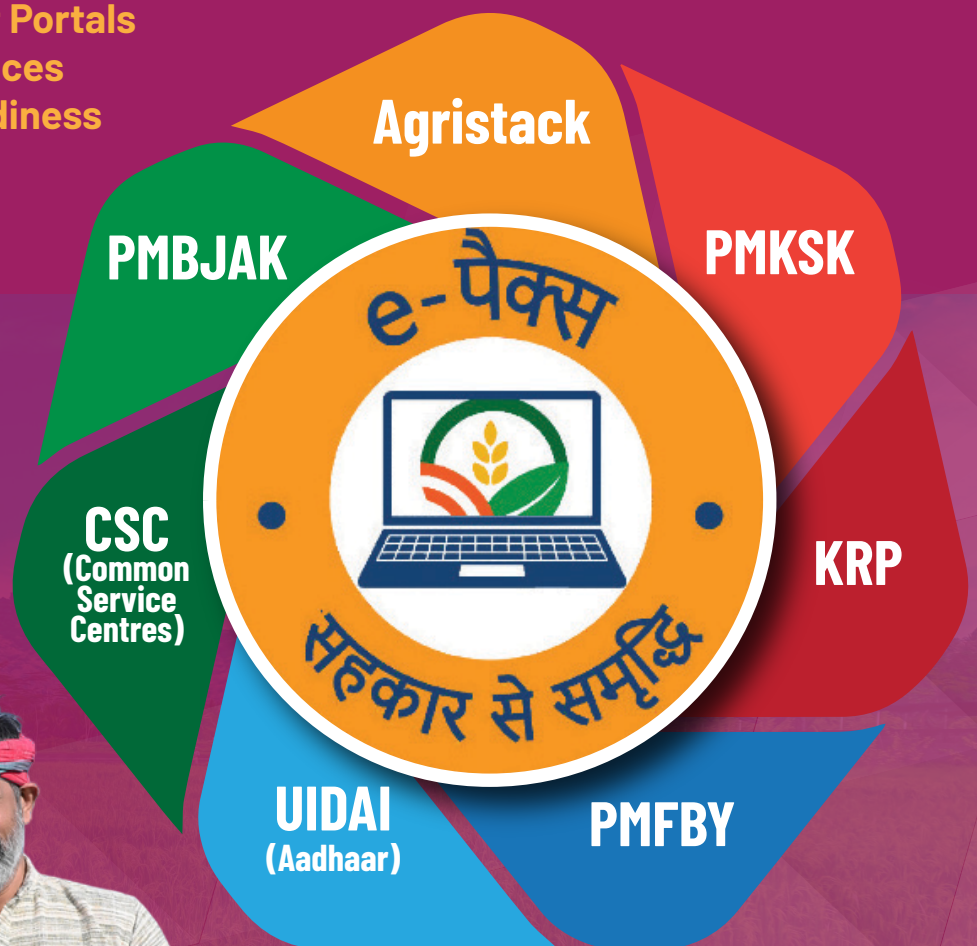 Portals
ces
diness
Agristack
PMBJAK
PMKSK
e-पैक्स
CSC
(Common
Service
Centres)
KRP
सहकार से समृद्धि
UIDAI
(Aadhaar)
PMFBY